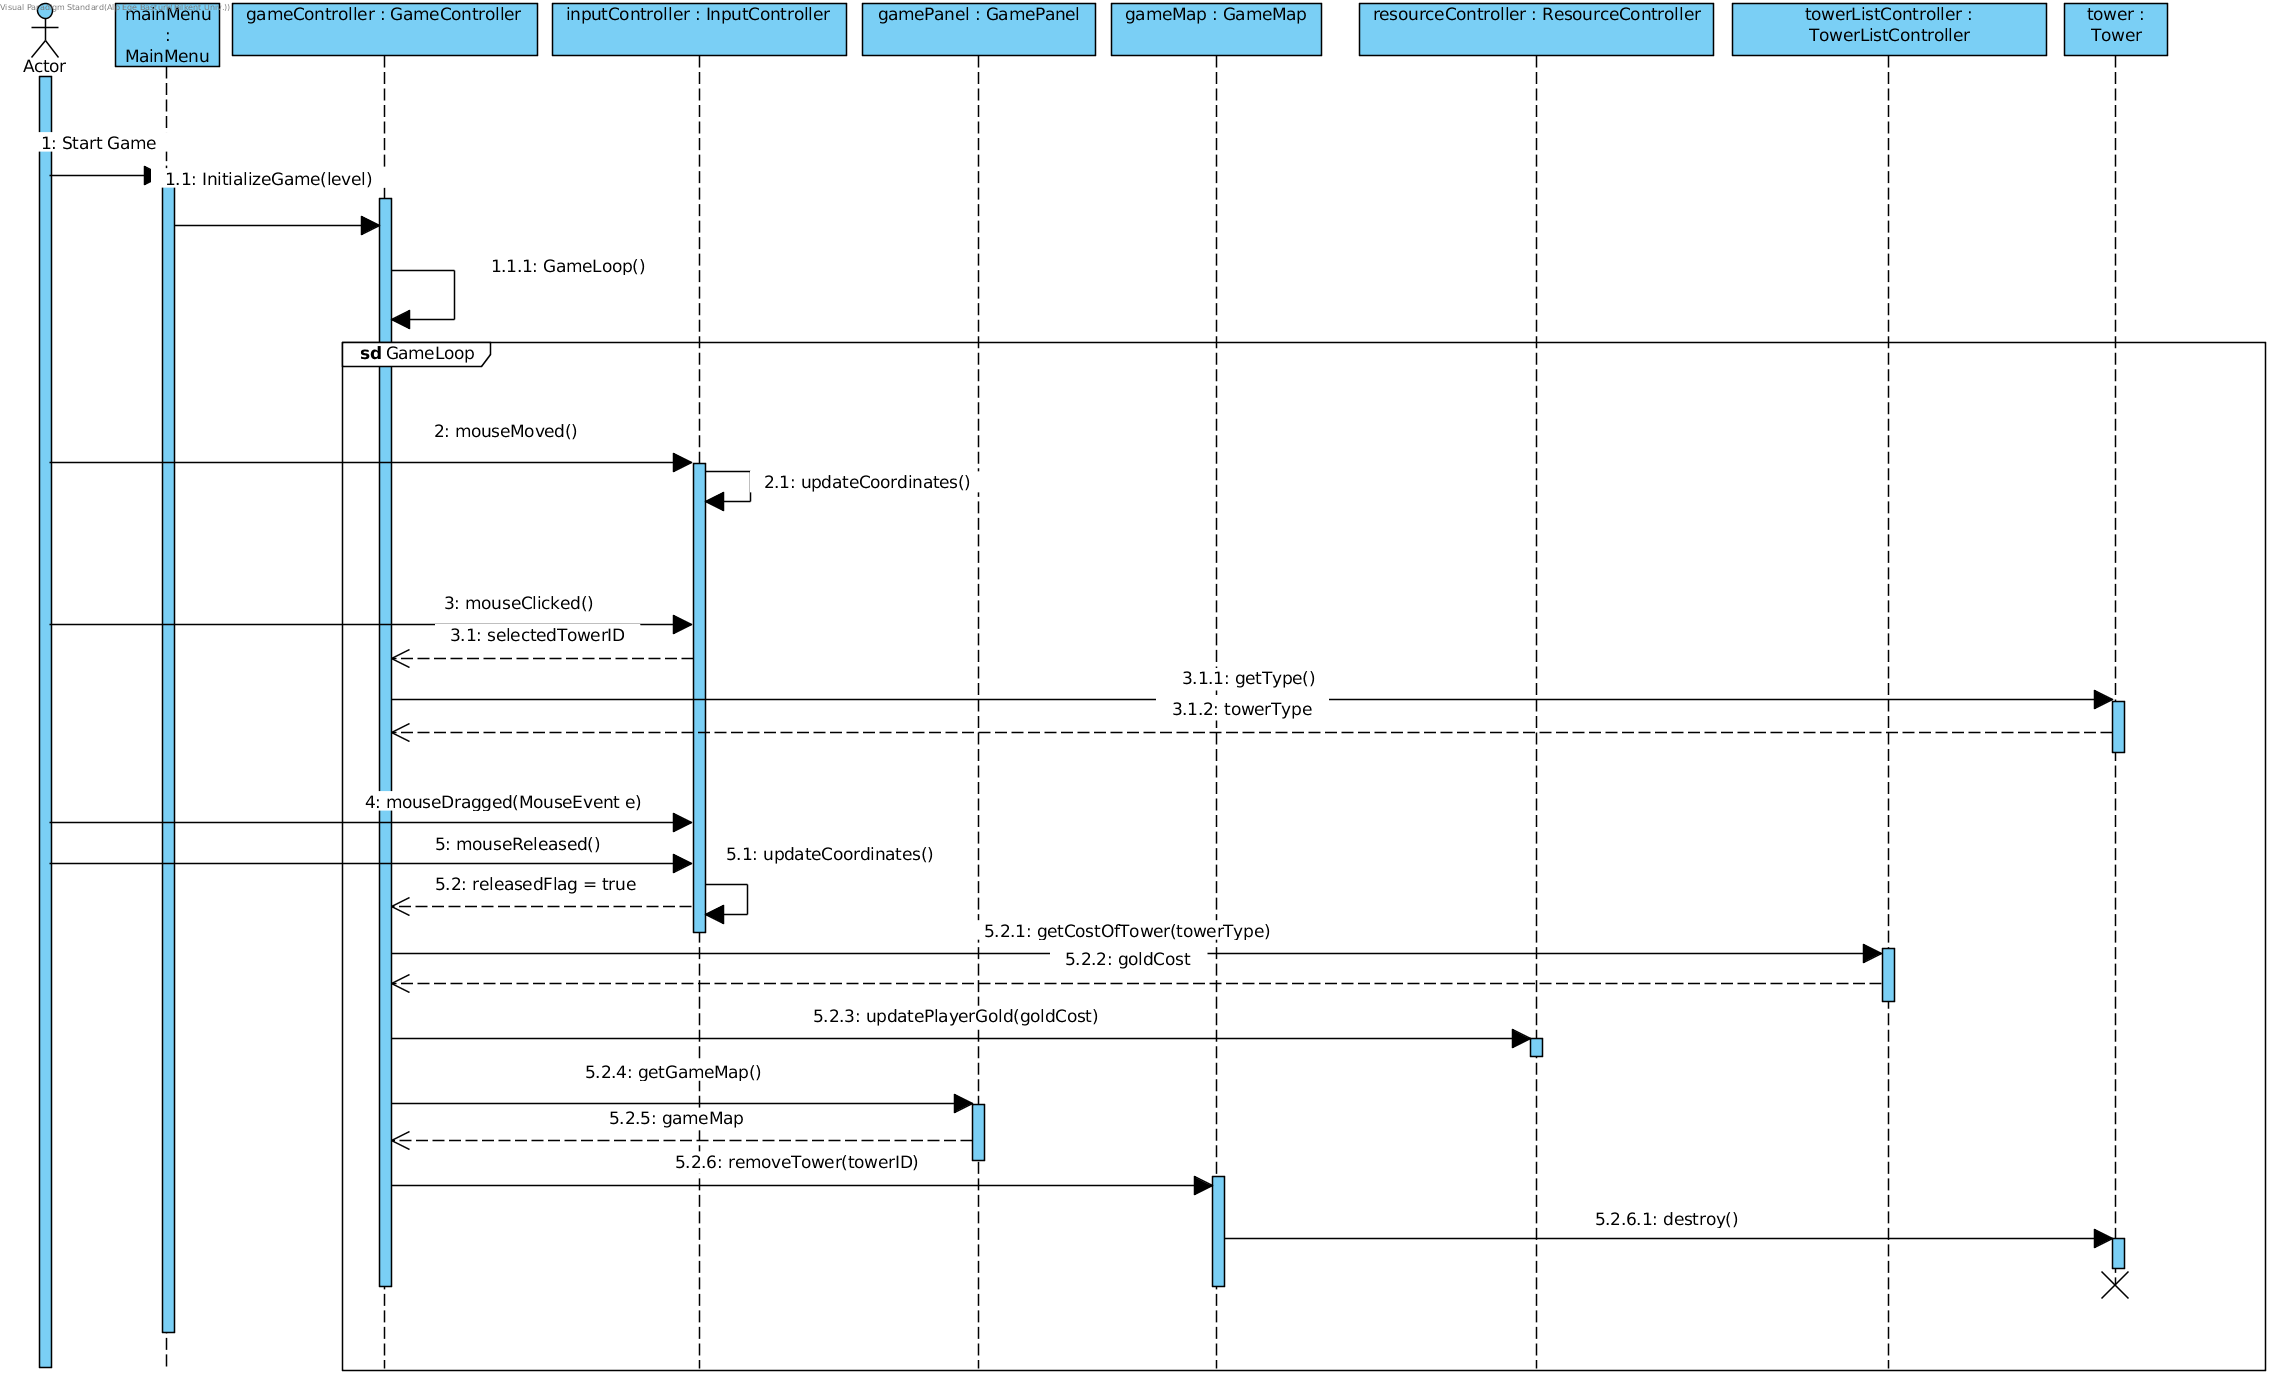 Visual Paradigm Standard(
mainMenu
:
MainMenu
gameController : GameController
inputController : InputController
gamePanel : GamePanel
gameMap : GameMap
resourceController : ResourceController
towerListController :
TowerListController
tower :
Tower
Actor
1: Start Game
1.1: InitializeGame(level)
1.1.1: GameLoop()
sd GameLoop
2: mouseMoved()
2.1: updateCoordinates()
3: mouseClicked()
3.1: selectedTowerID
3.1.1: getType()
3.1.2: towerType
4: mouseDragged(MouseEvent e)
5: mouseReleased()
5.1: updateCoordinates()
5.2: releasedFlag = true
5.2.1: getCostOfTower(towerType)
5.2.2: goldCost
5.2.3: updatePlayerGold(goldCost)
5.2.4: getGameMap()
5.2.5: gameMap
5.2.6: removeTower(towerID)
5.2.6.1: destroy()